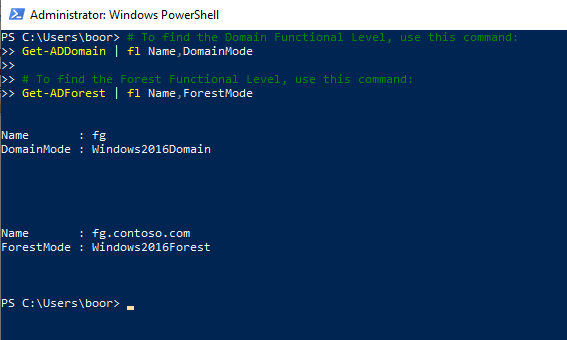 Administrator: Windows PowerShell
PS C:\Users\boor> # To find the Domain Functional Level, use this command:
>> Get-ADDomain | fl Name,DomainMode
>>
>> # To find the Forest Functional Level, use this command:
>> Get-ADForest | fl Name,ForestMode
Name       : fg
DomainMode : Windows2016Domain
Name       : fg.contoso.com
ForestMode : Windows2016Forest
PS C:\Users\boor>